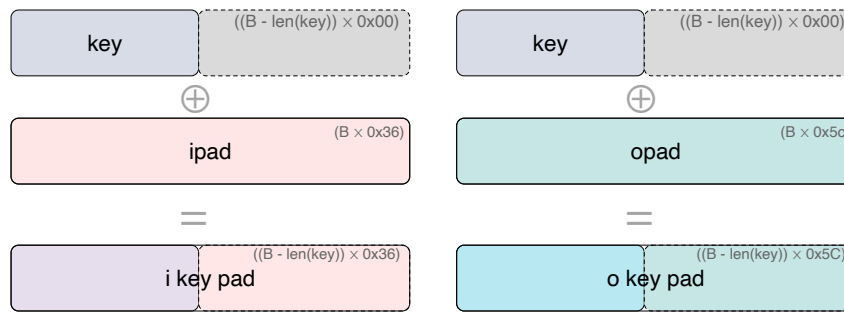 ((B - len(key)) × 0x00)
key
⊕
(B × 0x36)
ipad
=
((B - len(key)) × 0x36)
i key pad
((B - len(key)) × 0x00)
key
⊕
(B × 0x5c
opad
=
((B - len(key)) × 0x5C)
o key pad